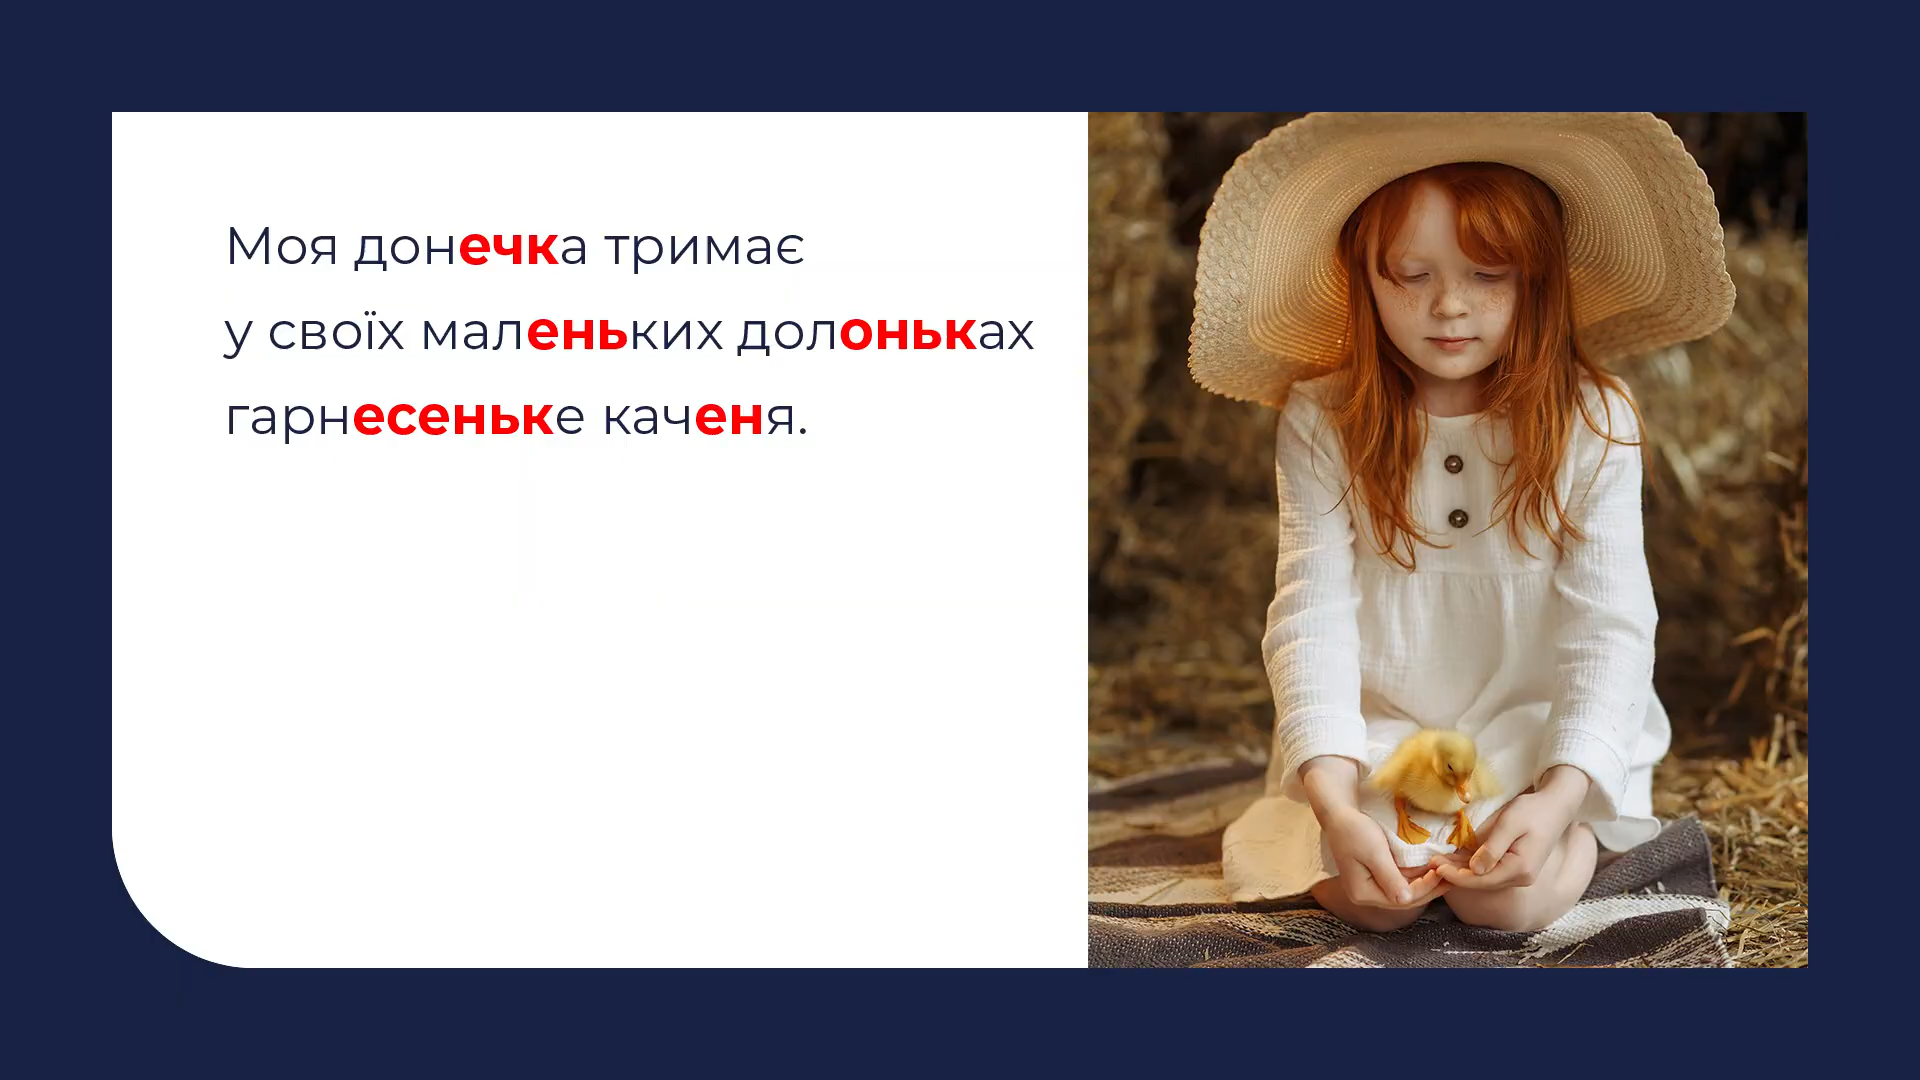 Моя донечка тримає
у своїх маленьких долоньках
гарнесеньке каченя.